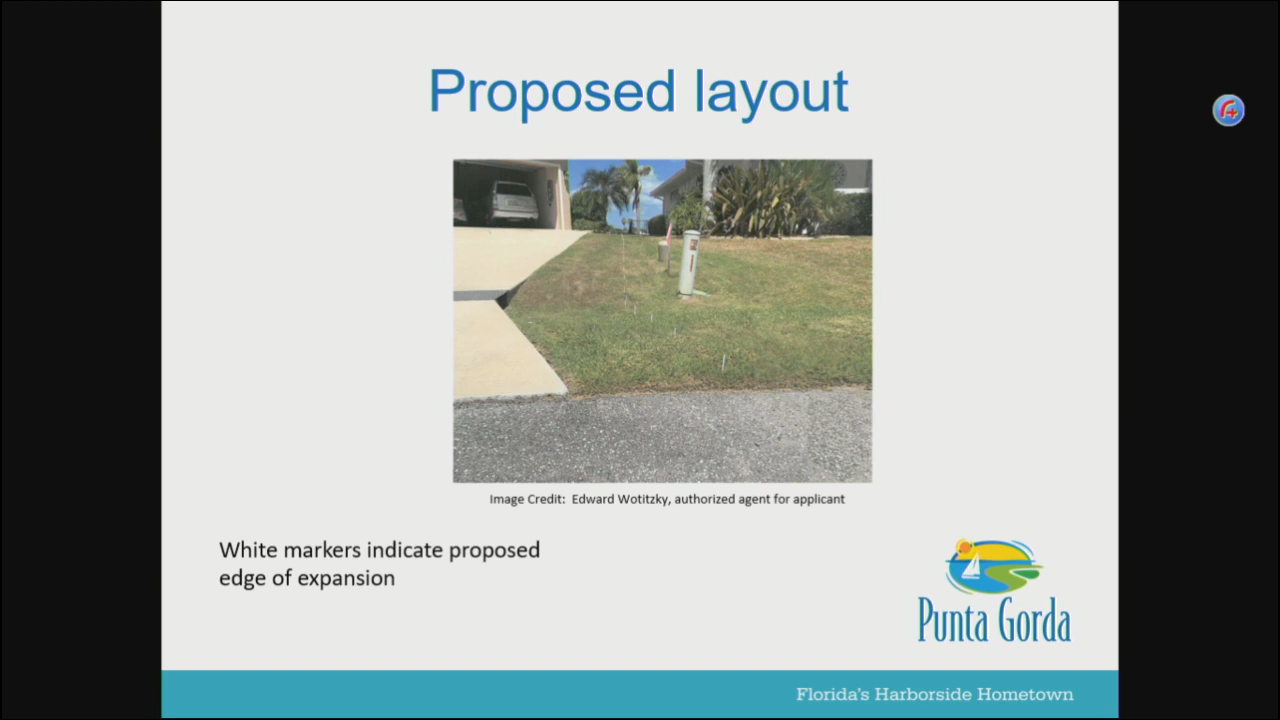 Proposed layout
Image Credit:  Edward Wotitzky, authorized agent for applicant
White markers indicate proposed
edge of expansion
Punta Gorda
Florida's Harborside Hometown